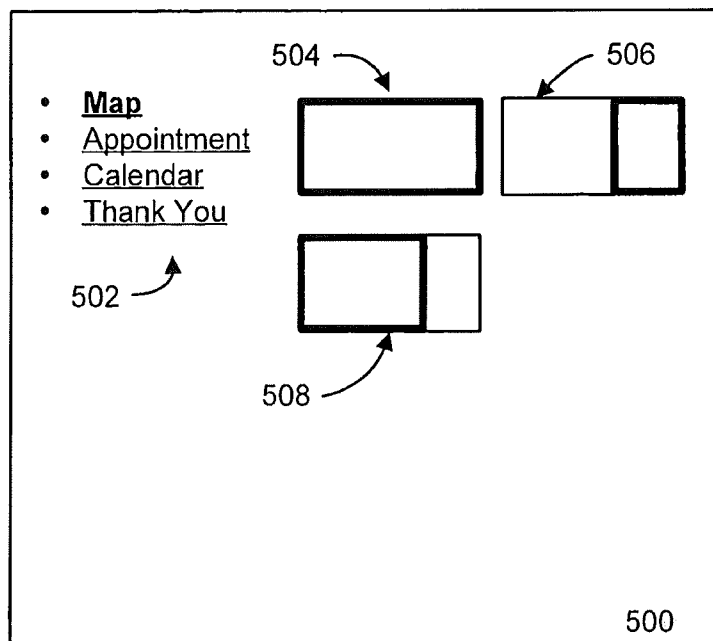 504
506
• Map
• Appointment
• Calendar
• Thank You
502
508
500